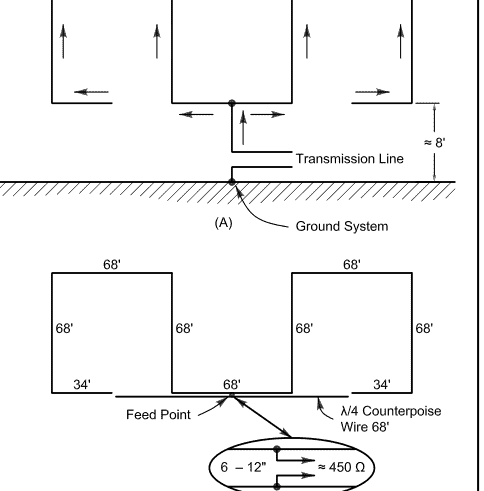 ≈ 8'
Transmission Line
(A)
Ground System
68' 68'
68' 68' 68' 68'
34' 68' 34'
Feed Point
λ/4 Counterpoise
Wire 68'
6 – 12" ≈ 450 Ω